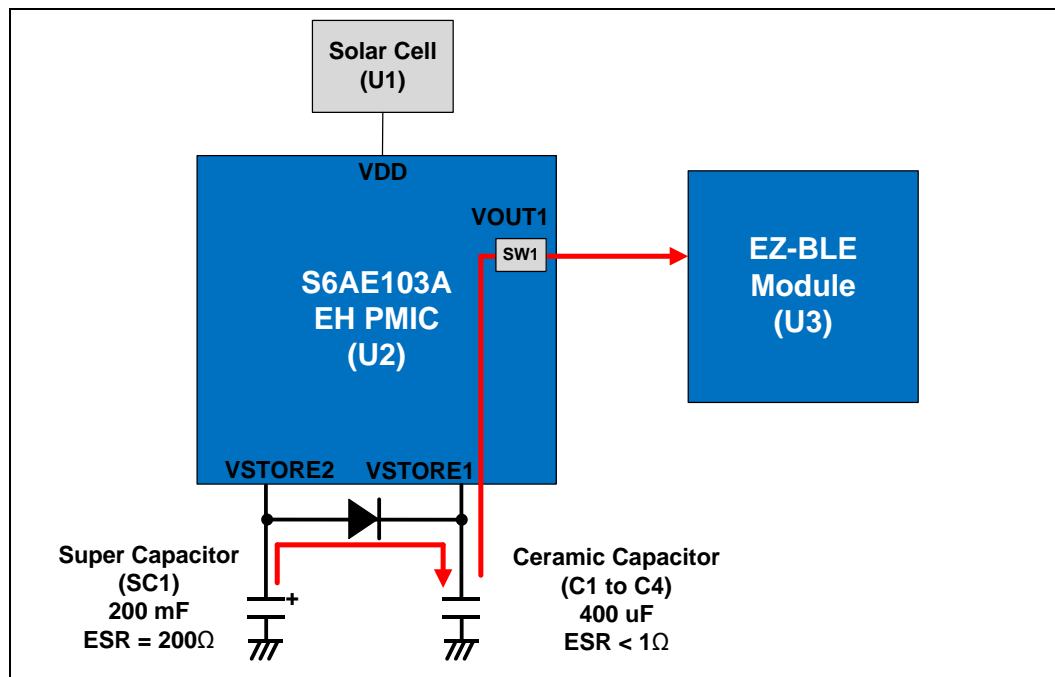 Solar Cell
(U1)
VDD
VOUT1
SW1
S6AE103A
EH PMIC
(U2)
EZ-BLE
Module
(U3)
VSTORE2
VSTORE1
Super Capacitor
(SC1)
200 mF
ESR = 200Ω
+
Ceramic Capacitor
(C1 to C4)
400 uF
ESR < 1Ω